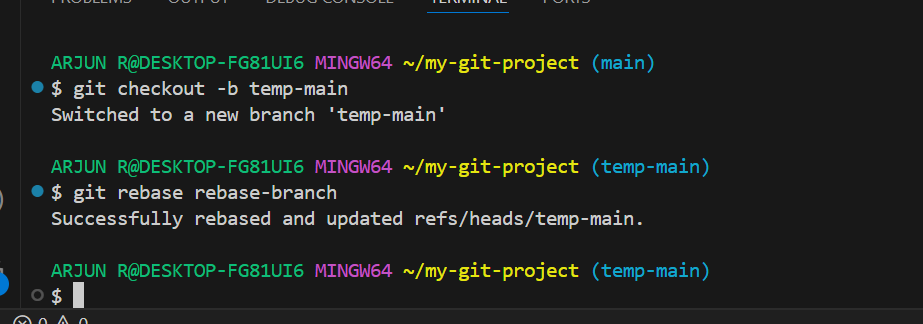 PROBLEMS OUTPUT DEBUG CONSOLE TERMINAL PORTS
ARJUN R@DESKTOP-FG81UI6 MINGW64 ~/my-git-project (main)
$ git checkout -b temp-main
Switched to a new branch 'temp-main'
ARJUN R@DESKTOP-FG81UI6 MINGW64 ~/my-git-project (temp-main)
$ git rebase rebase-branch
Successfully rebased and updated refs/heads/temp-main.
ARJUN R@DESKTOP-FG81UI6 MINGW64 ~/my-git-project (temp-main)
$
0 0